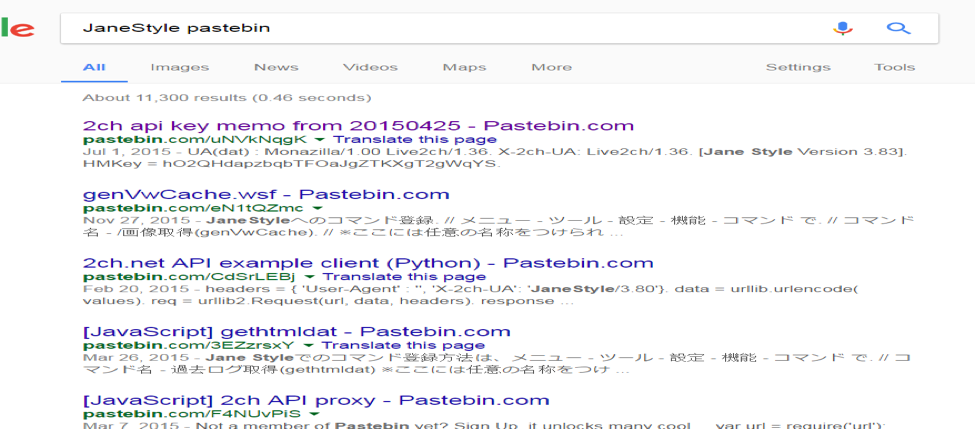 le JaneStyle pastebin
All Images News Videos Maps More Settings Tools
About 11,300 results (0.46 seconds)
2ch api key memo from 20150425 - Pastebin.com
pastebin.com/uNVkNqgK ▼ Translate this page
Jul 1, 2015 - UA(dat) : Monazilla/1.00 Live2ch/1.36. X-2ch-UA: Live2ch/1.36. [Jane Style Version 3.83].
HMKey = hO2QHdapzbqbTFOaJgZTKXgT2gWqYS.
genVwCache.wsf - Pastebin.com
pastebin.com/eN1tQZmc ▼
Nov 27, 2015 - JaneStyleへのコマンド登録. // メニュー - ツール - 設定 - 機能 - コマンド で. // コマンド
名 - /画像取得(genVwCache). // ※ここには任意の名称をつけられ ...
2ch.net API example client (Python) - Pastebin.com
pastebin.com/CdSrLEBj ▼ Translate this page
Feb 20, 2015 - headers = { 'User-Agent' : '', 'X-2ch-UA': 'JaneStyle/3.80'}. data = urllib.urlencode(
values). req = urllib2.Request(url, data, headers). response ...
[JavaScript] gethtmldat - Pastebin.com
pastebin.com/3EZzrsxY ▼ Translate this page
Mar 26, 2015 - Jane Styleでのコマンド登録方法は、メニュー - ツール - 設定 - 機能 - コマンド で. // コ
マンド名 - 過去ログ取得(gethtmldat) ※ここには任意の名称をつけ ...
[JavaScript] 2ch API proxy - Pastebin.com
pastebin.com/F4NUvPiS ▼
Mar 7, 2015 - Not a member of Pastebin yet? Sign Up, it unlocks many cool ... var url = require('url');